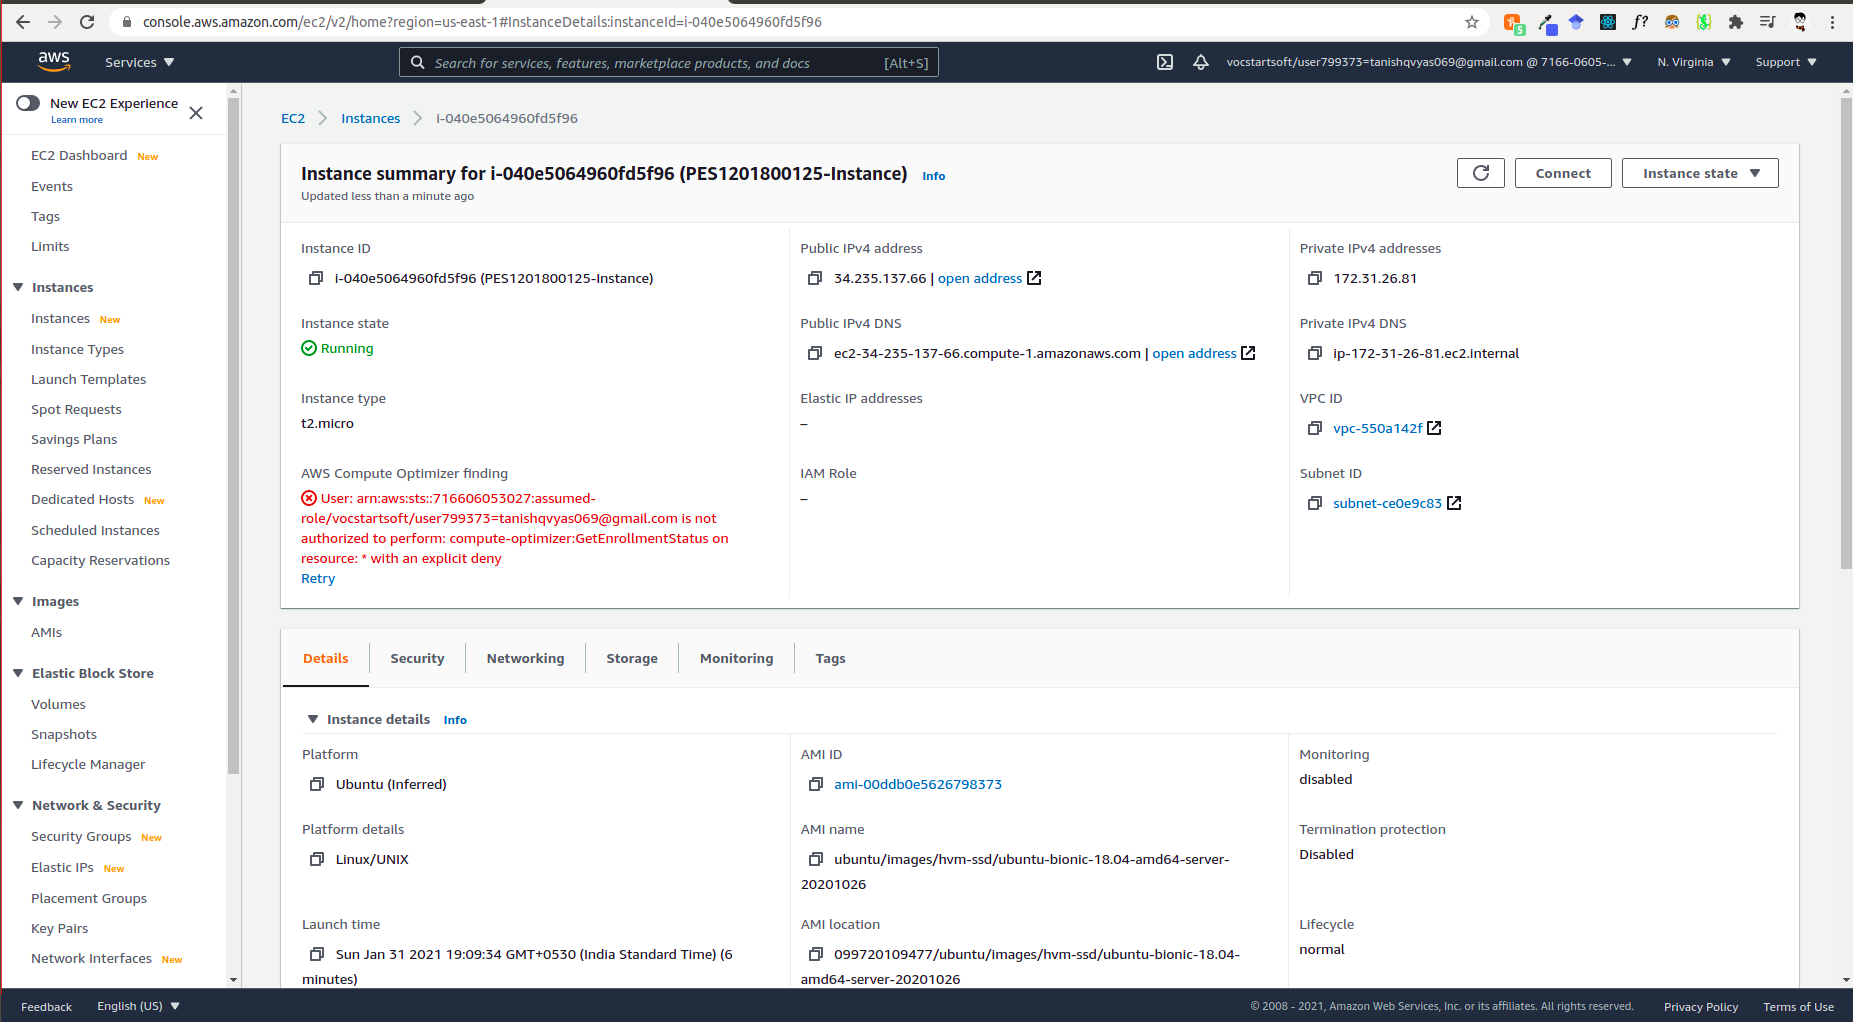 console.aws.amazon.com/ec2/v2/home?region=us-east-1#InstanceDetails:instanceId=i-040e5064960fd5f96
5
f?
aws
Services
Search for services, features, marketplace products, and docs
[Alt+S]
vocstartsoft/user799373=tanishqvyas069@gmail.com @ 7166-0605-...
N. Virginia
Support
New EC2 Experience
Learn more
EC2 Dashboard New
Events
Tags
Limits
Instances
Instances New
Instance Types
Launch Templates
Spot Requests
Savings Plans
Reserved Instances
Dedicated Hosts New
Scheduled Instances
Capacity Reservations
Images
AMIs
Elastic Block Store
Volumes
Snapshots
Lifecycle Manager
Network & Security
Security Groups New
Elastic IPs New
Placement Groups
Key Pairs
Network Interfaces New
EC2
Instances
i-040e5064960fd5f96
Instance summary for i-040e5064960fd5f96 (PES1201800125-Instance) Info
Updated less than a minute ago
Connect
Instance state
Instance ID
i-040e5064960fd5f96 (PES1201800125-Instance)
Public IPv4 address
34.235.137.66 | open address
Private IPv4 addresses
172.31.26.81
Instance state
Running
Public IPv4 DNS
ec2-34-235-137-66.compute-1.amazonaws.com | open address
Private IPv4 DNS
ip-172-31-26-81.ec2.internal
Instance type
t2.micro
Elastic IP addresses
–
VPC ID
vpc-550a142f
AWS Compute Optimizer finding
User: arn:aws:sts::716606053027:assumed-
role/vocstartsoft/user799373=tanishqvyas069@gmail.com is not
authorized to perform: compute-optimizer:GetEnrollmentStatus on
resource: * with an explicit deny
Retry
IAM Role
–
Subnet ID
subnet-ce0e9c83
Details
Security
Networking
Storage
Monitoring
Tags
Instance details Info
Platform
Ubuntu (Inferred)
AMI ID
ami-00ddb0e5626798373
Monitoring
disabled
Platform details
Linux/UNIX
AMI name
ubuntu/images/hvm-ssd/ubuntu-bionic-18.04-amd64-server-
20201026
Termination protection
Disabled
Launch time
Sun Jan 31 2021 19:09:34 GMT+0530 (India Standard Time) (6
minutes)
AMI location
099720109477/ubuntu/images/hvm-ssd/ubuntu-bionic-18.04-
amd64-server-20201026
Lifecycle
normal
Feedback
English (US)
© 2008 - 2021, Amazon Web Services, Inc. or its affiliates. All rights reserved.
Privacy Policy
Terms of Use